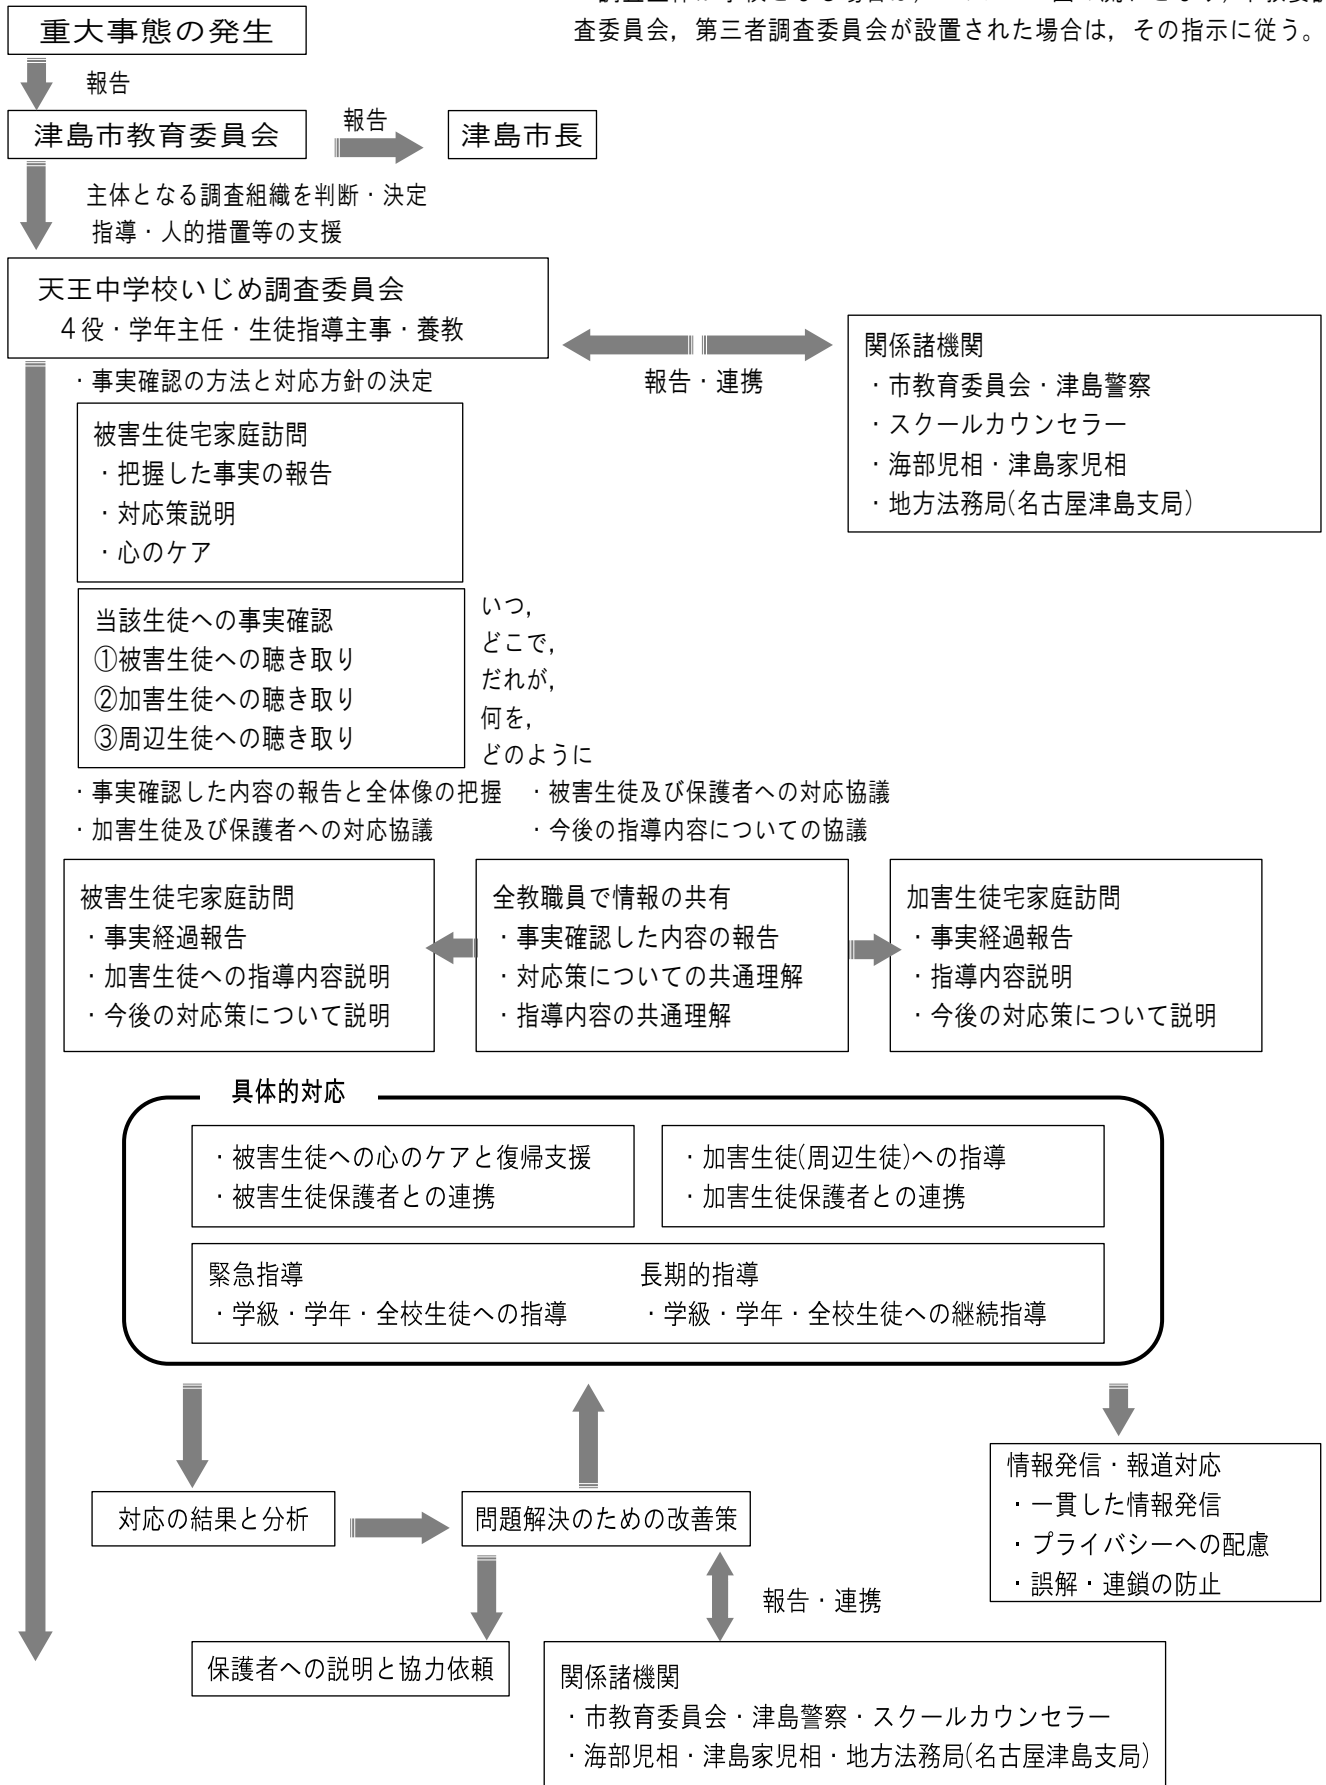 査委員会，第三者調査委員会が設置された場合は，その指示に従う。
重大事態の発生
報告
津島市教育委員会
報告
津島市長
主体となる調査組織を判断・決定
指導・人的措置等の支援
天王中学校いじめ調査委員会
４役・学年主任・生徒指導主事・養教
報告・連携
関係諸機関
・市教育委員会・津島警察
・スクールカウンセラー
・海部児相・津島家児相
・地方法務局(名古屋津島支局)
・事実確認の方法と対応方針の決定
被害生徒宅家庭訪問
・把握した事実の報告
・対応策説明
・心のケア
当該生徒への事実確認
①被害生徒への聴き取り
②加害生徒への聴き取り
③周辺生徒への聴き取り
いつ，
どこで，
だれが，
何を，
どのように
・事実確認した内容の報告と全体像の把握　・被害生徒及び保護者への対応協議
・加害生徒及び保護者への対応協議　・今後の指導内容についての協議
被害生徒宅家庭訪問
・事実経過報告
・加害生徒への指導内容説明
・今後の対応策について説明
全教職員で情報の共有
・事実確認した内容の報告
・対応策についての共通理解
・指導内容の共通理解
加害生徒宅家庭訪問
・事実経過報告
・指導内容説明
・今後の対応策について説明
具体的対応
・被害生徒への心のケアと復帰支援
・被害生徒保護者との連携
・加害生徒(周辺生徒)への指導
・加害生徒保護者との連携
緊急指導
・学級・学年・全校生徒への指導
長期的指導
・学級・学年・全校生徒への継続指導
対応の結果と分析
問題解決のための改善策
情報発信・報道対応
・一貫した情報発信
・プライバシーへの配慮
・誤解・連鎖の防止
報告・連携
保護者への説明と協力依頼
関係諸機関
・市教育委員会・津島警察・スクールカウンセラー
・海部児相・津島家児相・地方法務局(名古屋津島支局)